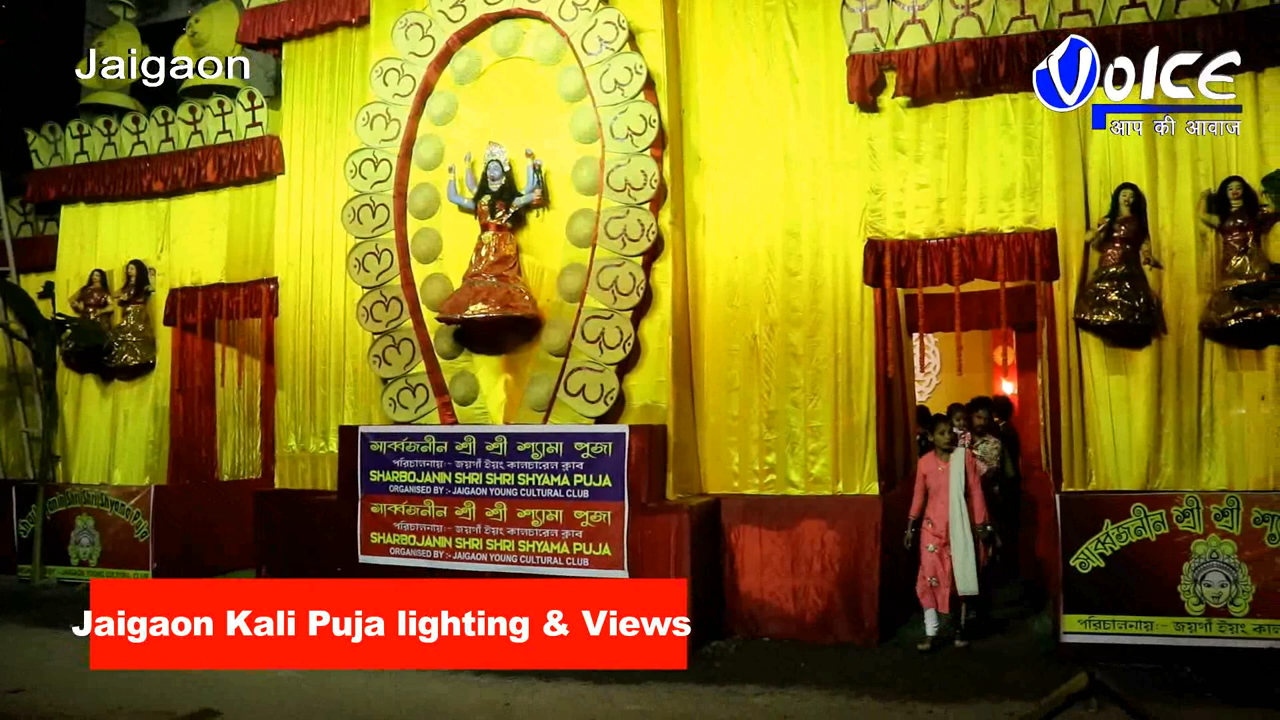 Jaigaon
VOICE
आप की आवाज
সার্ব্বজনীন শ্রী শ্রী শ্যামা পুজা
পরিচালনায়ঃ- জয়গাঁ ইয়ং কালচারেল ক্লাব
SHARBOJANIN SHRI SHRI SHYAMA PUJA
ORGANISED BY :- JAIGAON YOUNG CULTURAL CLUB
সার্ব্বজনীন শ্রী শ্রী শ্যামা পুজা
পরিচালনায়ঃ- জয়গাঁ ইয়ং কালচারেল ক্লাব
SHARBOJANIN SHRI SHRI SHYAMA PUJA
ORGANISED BY :- JAIGAON YOUNG CULTURAL CLUB
Shri Shri Shyama Puja
সার্ব্বজনীন শ্রী শ্রী
পরিচালনায়ঃ- জয়গাঁ ইয়ং
Jaigaon Kali Puja lighting & Views